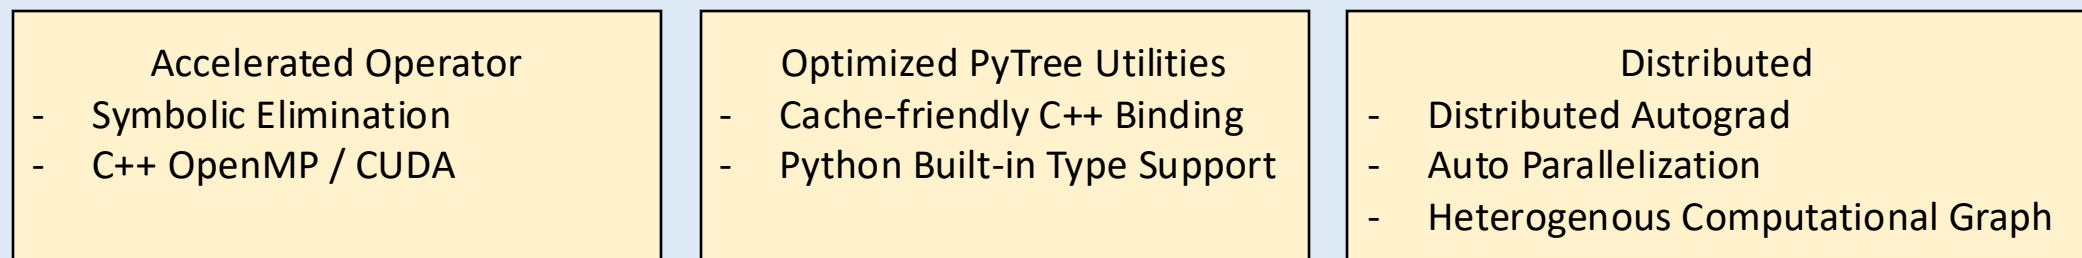 Accelerated Operator
- Symbolic Elimination
- C++ OpenMP / CUDA
Optimized PyTree Utilities
- Cache-friendly C++ Binding
- Python Built-in Type Support
Distributed
- Distributed Autograd
- Auto Parallelization
- Heterogenous Computational Graph